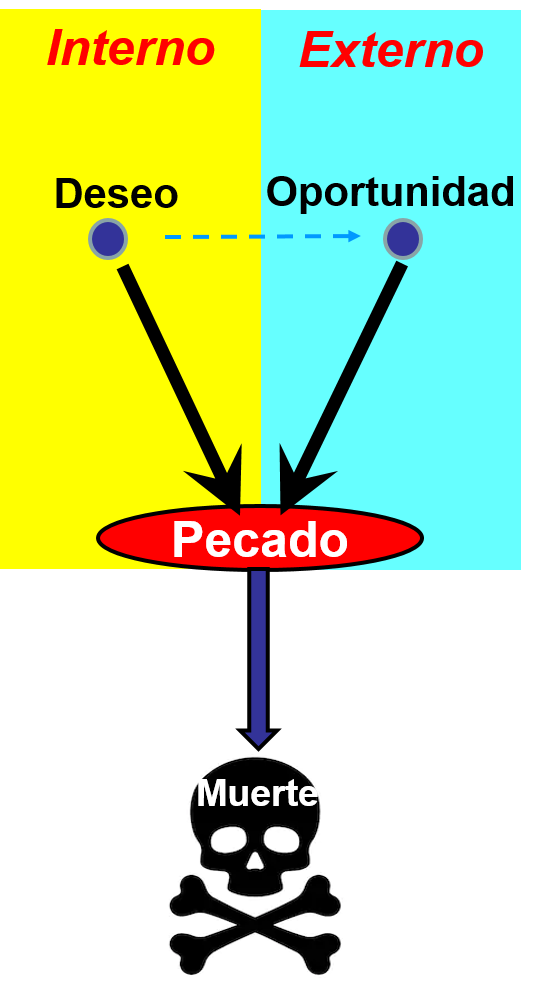 Interno
Externo
Deseo
Oportunidad
Pecado
Muerte